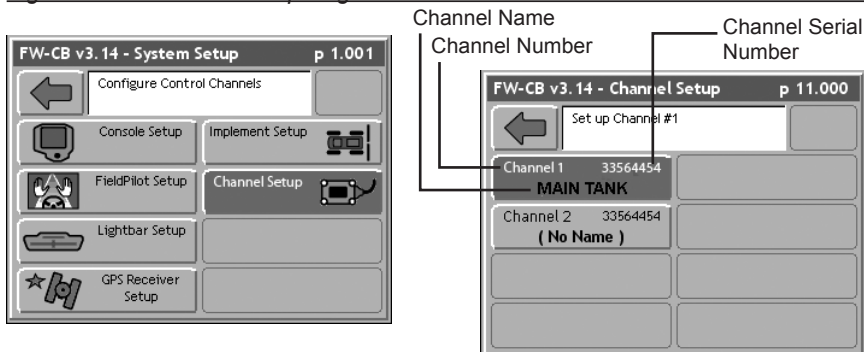 Channel Name
Channel Number
Channel Serial
Number
FW-CB v3.14 - System Setup p 1.001
Configure Control Channels
Console Setup Implement Setup
FieldPilot Setup Channel Setup
Lightbar Setup
GPS Receiver
Setup
FW-CB v3.14 - Channel Setup p 11.000
Set up Channel #1
Channel 1 33564454
MAIN TANK
Channel 2 33564454
( No Name )